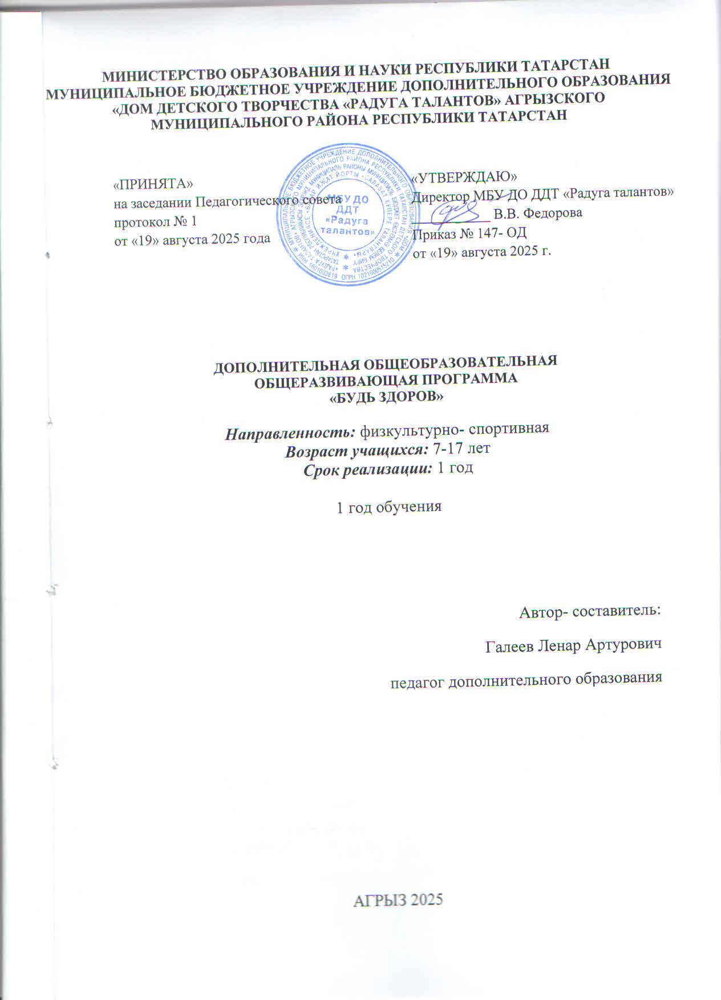 МИНИСТЕРСТВО ОБРАЗОВАНИЯ И НАУКИ РЕСПУБЛИКИ ТАТАРСТАН
МУНИЦИПАЛЬНОЕ БЮДЖЕТНОЕ УЧРЕЖДЕНИЕ ДОПОЛНИТЕЛЬНОГО ОБРАЗОВАНИЯ
«ДОМ ДЕТСКОГО ТВОРЧЕСТВА «РАДУГА ТАЛАНТОВ» АГРЫЗСКОГО
МУНИЦИПАЛЬНОГО РАЙОНА РЕСПУБЛИКИ ТАТАРСТАН
«ПРИНЯТА»
на заседании Педагогического совета
протокол № 1
от «19» августа 2025 года
МБУ ДО
ДДТ
«Радуга
талантов»
«УТВЕРЖДАЮ»
Директор МБУ ДО ДДТ «Радуга талантов»
В.В. Федорова
Приказ № 147- ОД
от «19» августа 2025 г.
ДОПОЛНИТЕЛЬНАЯ ОБЩЕОБРАЗОВАТЕЛЬНАЯ
ОБЩЕРАЗВИВАЮЩАЯ ПРОГРАММА
«БУДЬ ЗДОРОВ»
Направленность: физкультурно- спортивная
Возраст учащихся: 7-17 лет
Срок реализации: 1 год
1 год обучения
Автор- составитель:
Галеев Ленар Артурович
педагог дополнительного образования
АГРЫЗ 2025